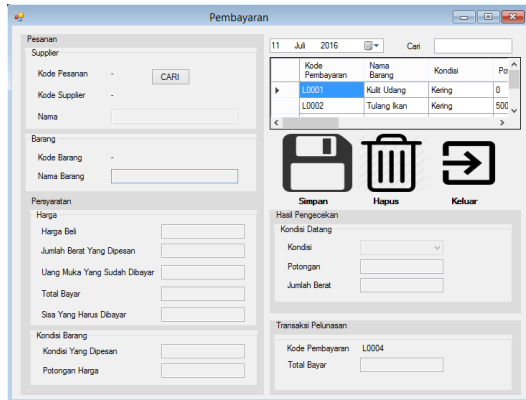 Pembayaran
Pesanan
Supplier
Kode Pesanan - CARI
Kode Supplier -
Nama
Barang
Kode Barang -
Nama Barang
Persyaratan
Harga
Harga Beli
Jumlah Berat Yang Dipesan
Uang Muka Yang Sudah Dibayar
Total Bayar
Sisa Yang Harus Dibayar
Kondisi Barang
Kondisi Yang Dipesan
Potongan Harga
11 Juli 2016 Cari
Kode Pembayaran Nama Barang Kondisi
L0001 Kulit Udang Kering 0
L0002 Tulang Ikan Kering
Simpan Hapus Keluar
Hasil Pengecekan
Kondisi Datang
Kondisi
Potongan
Jumlah Berat
Transaksi Pelunasan
Kode Pembayaran L0004
Total Bayar